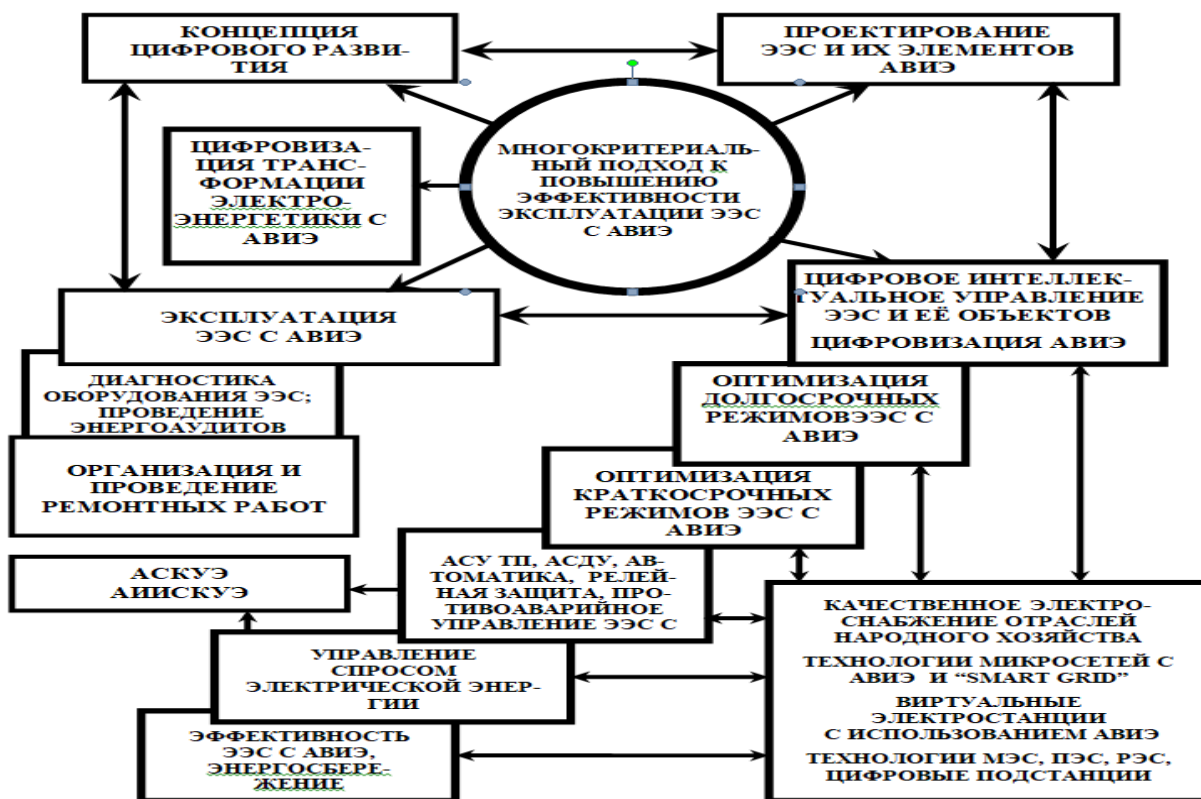 КОНЦЕПЦИЯ
ЦИФРОВОГО РАЗВИ-
ТИЯ
ПРОЕКТИРОВАНИЕ
ЭЭС И ИХ ЭЛЕМЕНТОВ
АВИЭ
МНОГОКРИТЕРИАЛЬ-
НЫЙ ПОДХОД К
ПОВЫШЕНИЮ
ЭФФЕКТИВНОСТИ
ЭКСПЛУАТАЦИИ ЭЭС
С АВИЭ
ЦИФРОВИЗА-
ЦИЯ ТРАНС-
ФОРМАЦИИ
ЭЛЕКТРО-
ЭНЕРГЕТИКИ С
АВИЭ
ЭКСПЛУАТАЦИЯ
ЭЭС С АВИЭ
ЦИФРОВОЕ ИНТЕЛЛЕК-
ТУАЛЬНОЕ УПРАВЛЕНИЕ
ЭЭС И ЕЁ ОБЪЕКТОВ
ЦИФРОВИЗАЦИЯ АВИЭ
ДИАГНОСТИКА
ОБОРУДОВАНИЯ ЭЭС;
ПРОВЕДЕНИЕ
ЭНЕРГОАУДИТОВ
ОРГАНИЗАЦИЯ И
ПРОВЕДЕНИЕ
РЕМОНТНЫХ РАБОТ
ОПТИМИЗАЦИЯ
ДОЛГОСРОЧНЫХ
РЕЖИМОВЭЭС С
АВИЭ
ОПТИМИЗАЦИЯ
КРАТКОСРОЧНЫХ
РЕЖИМОВ ЭЭС С
АВИЭ
АСУ ТП, АСДУ, АВ-
ТОМАТИКА, РЕЛЕЙ-
НАЯ ЗАЩИТА, ПРО-
ТИВОАВАРИЙНОЕ
УПРАВЛЕНИЕ ЭЭС С
АСКУЭ
АИИСКУЭ
УПРАВЛЕНИЕ
СПРОСОМ
ЭЛЕКТРИЧЕСКОЙ ЭНЕР-
ГИИ
ЭФФЕКТИВНОСТЬ
ЭЭС С АВИЭ,
ЭНЕРГОСБЕРЕ-
ЖЕНИЕ
КАЧЕСТВЕННОЕ ЭЛЕКТРО-
СНАБЖЕНИЕ ОТРАСЛЕЙ
НАРОДНОГО ХОЗЯЙСТВА
ТЕХНОЛОГИИ МИКРОСЕТЕЙ С
АВИЭ И “SMART GRID”
ВИРТУАЛЬНЫЕ
ЭЛЕКТРОСТАНЦИИ
С ИСПОЛЬЗОВАНИЕМ АВИЭ
ТЕХНОЛОГИИ МЭС, ПЭС, РЭС,
ЦИФРОВЫЕ ПОДСТАНЦИИ